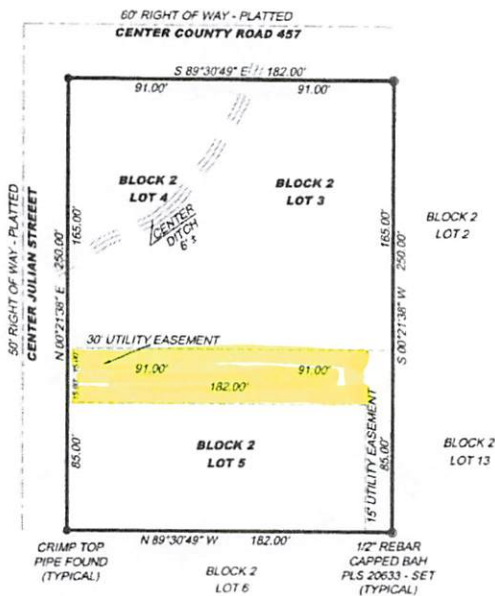 60' RIGHT OF WAY - PLATTED
CENTER COUNTY ROAD 457
S 89°30'49" E 182.00'
91.00'
91.00'
BLOCK 2
LOT 4
BLOCK 2
LOT 3
CENTER
DITCH
6'±
50' RIGHT OF WAY - PLATTED
CENTER JULIAN STREEET
N 00°21'38" E 250.00'
165.00'
165.00'
S 00°21'38" W 250.00'
BLOCK 2
LOT 2
30' UTILITY EASEMENT
15.00'
15.00'
91.00'
91.00'
182.00'
85.00'
BLOCK 2
LOT 5
15' UTILITY EASEMENT
85.00'
BLOCK 2
LOT 13
N 89°30'49" W 182.00'
CRIMP TOP
PIPE FOUND
(TYPICAL)
BLOCK 2
LOT 6
1/2" REBAR
CAPPED BAH
PLS 20633 - SET
(TYPICAL)